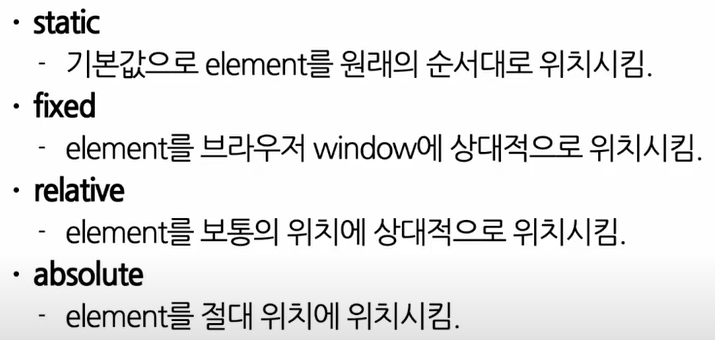 · static
- 기본값으로 element를 원래의 순서대로 위치시킴.
· fixed
- element를 브라우저 window에 상대적으로 위치시킴.
· relative
- element를 보통의 위치에 상대적으로 위치시킴.
· absolute
- element를 절대 위치에 위치시킴.